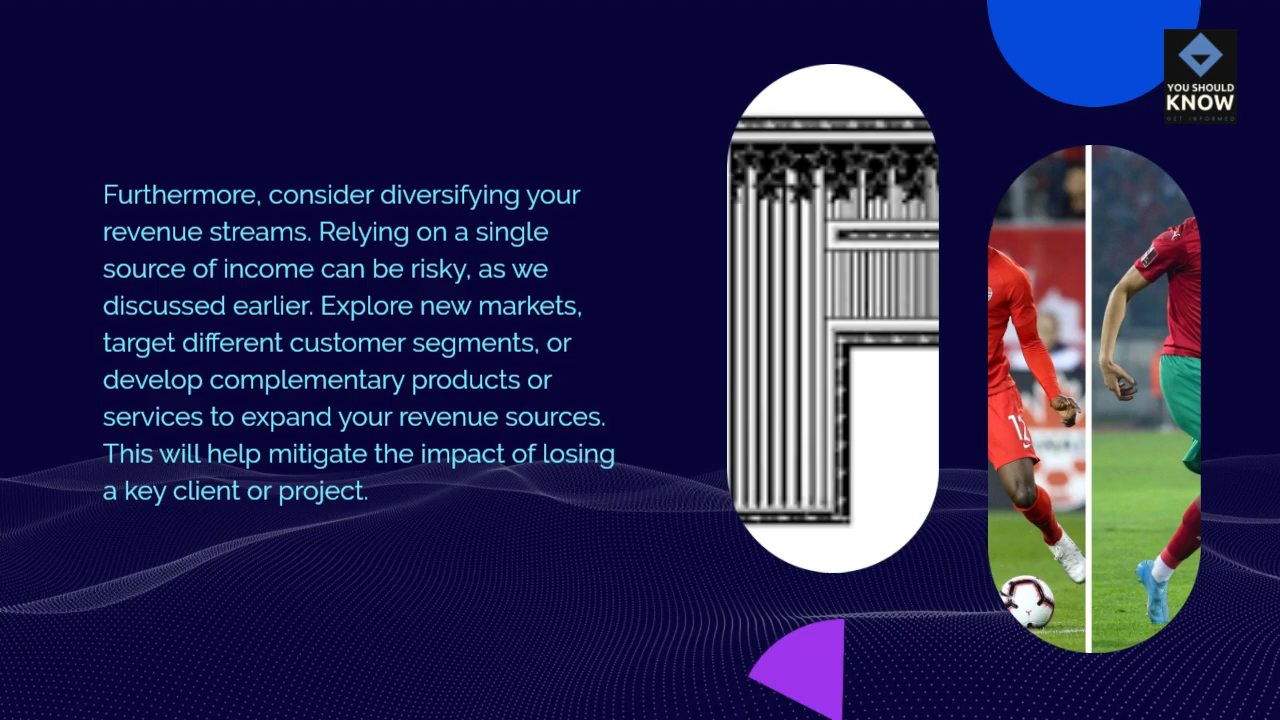 Furthermore, consider diversifying your
revenue streams. Relying on a single
source of income can be risky, as we
discussed earlier. Explore new markets,
target different customer segments, or
develop complementary products or
services to expand your revenue sources.
This will help mitigate the impact of losing
a key client or project.
YOU SHOULD
KNOW
GET INFORMED